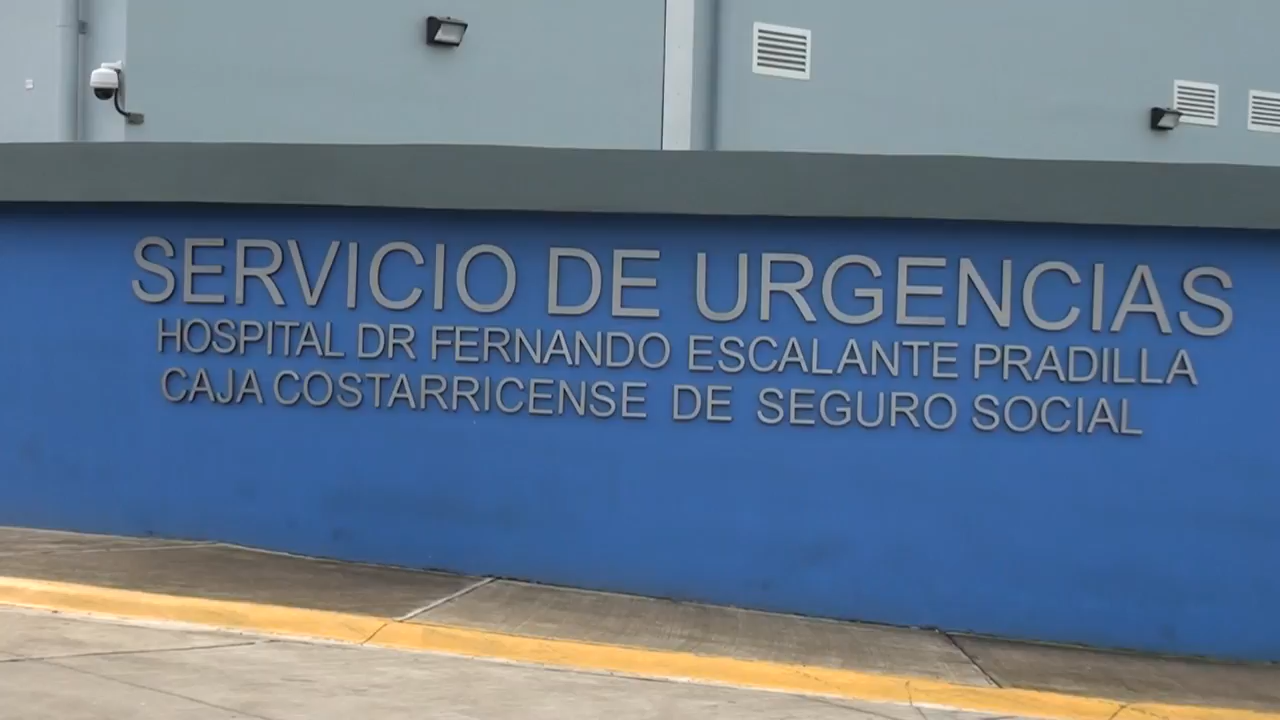 SERVICIO DE URGENCIAS
HOSPITAL DR FERNANDO ESCALANTE PRADILLA
CAJA COSTARRICENSE DE SEGURO SOCIAL